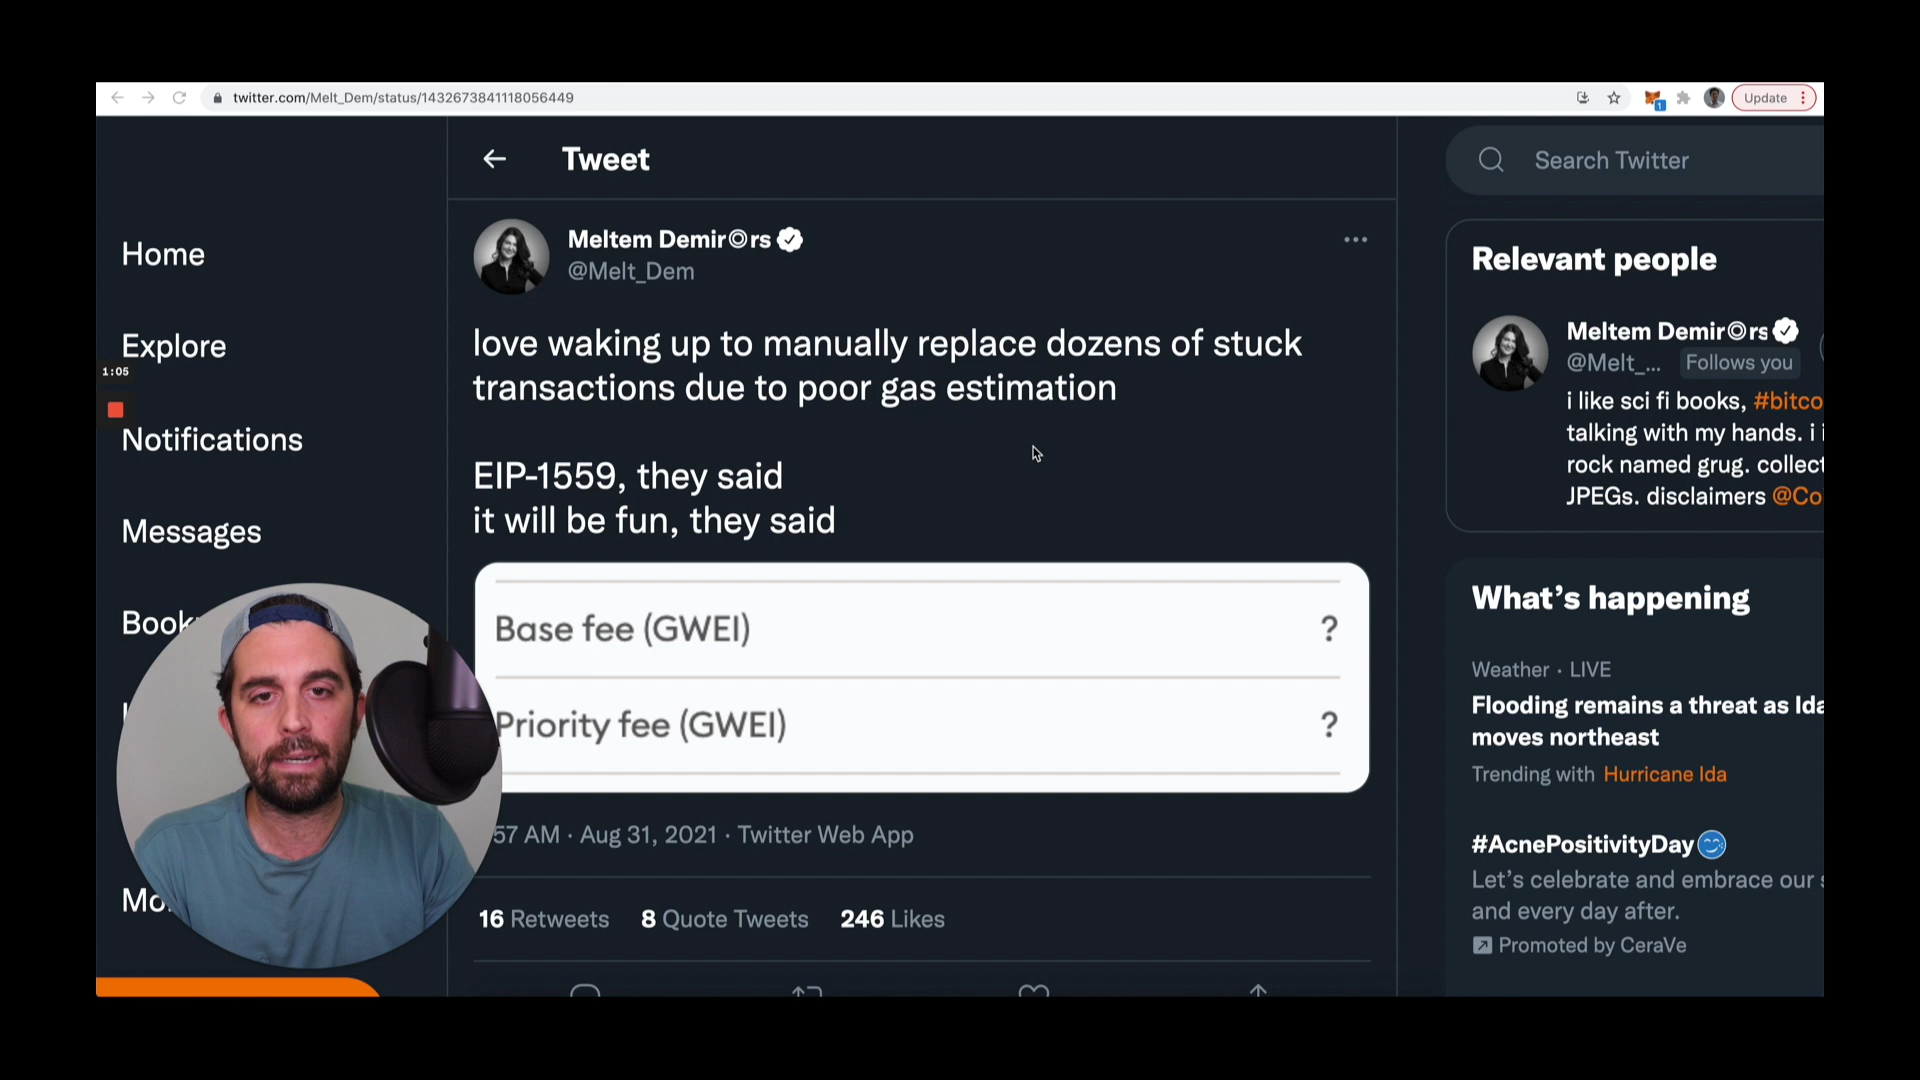 twitter.com/Melt_Dem/status/1432673841118056449
1
Update
Home
Explore
1:05
Notifications
Messages
Tweet
Meltem Demir◎rs
@Melt_Dem
love waking up to manually replace dozens of stuck
transactions due to poor gas estimation
EIP-1559, they said
it will be fun, they said
Base fee (GWEI) ?
Priority fee (GWEI) ?
57 AM · Aug 31, 2021 · Twitter Web App
16 Retweets 8 Quote Tweets 246 Likes
Search Twitter
Relevant people
Meltem Demir◎rs
@Melt_... Follows you
i like sci fi books, #bitco
talking with my hands. i
rock named grug. collect
JPEGs. disclaimers @Co
What's happening
Weather · LIVE
Flooding remains a threat as Ida
moves northeast
Trending with Hurricane Ida
#AcnePositivityDay
Let's celebrate and embrace our
and every day after.
Promoted by CeraVe